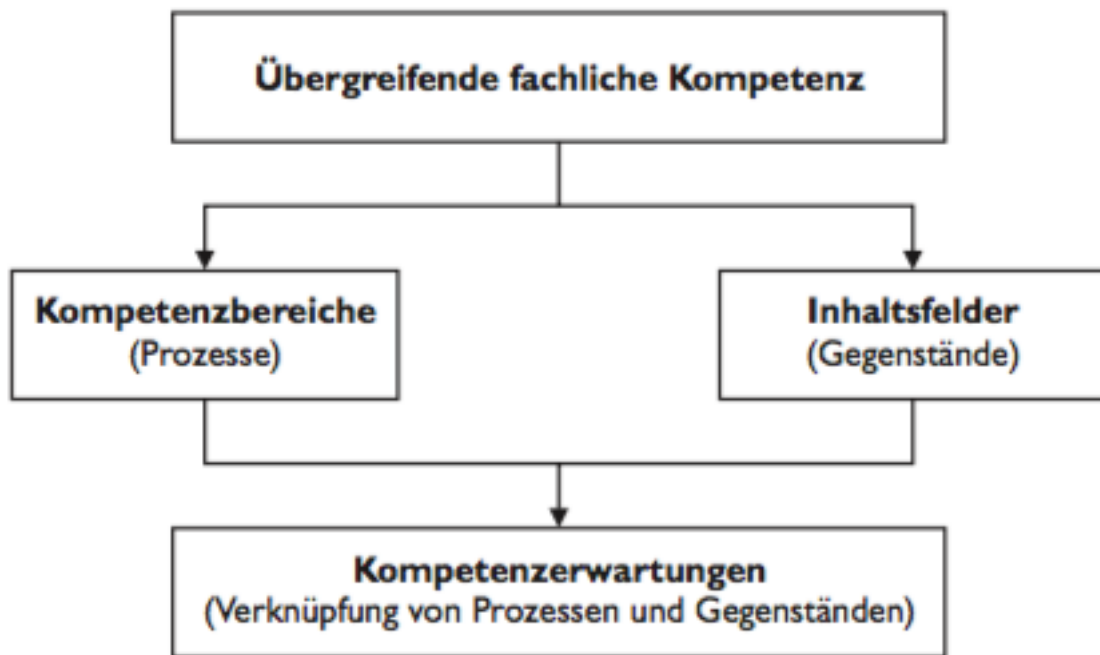 Übergreifende fachliche Kompetenz
Kompetenzbereiche
(Prozesse)
Inhaltsfelder
(Gegenstände)
Kompetenzerwartungen
(Verknüpfung von Prozessen und Gegenständen)